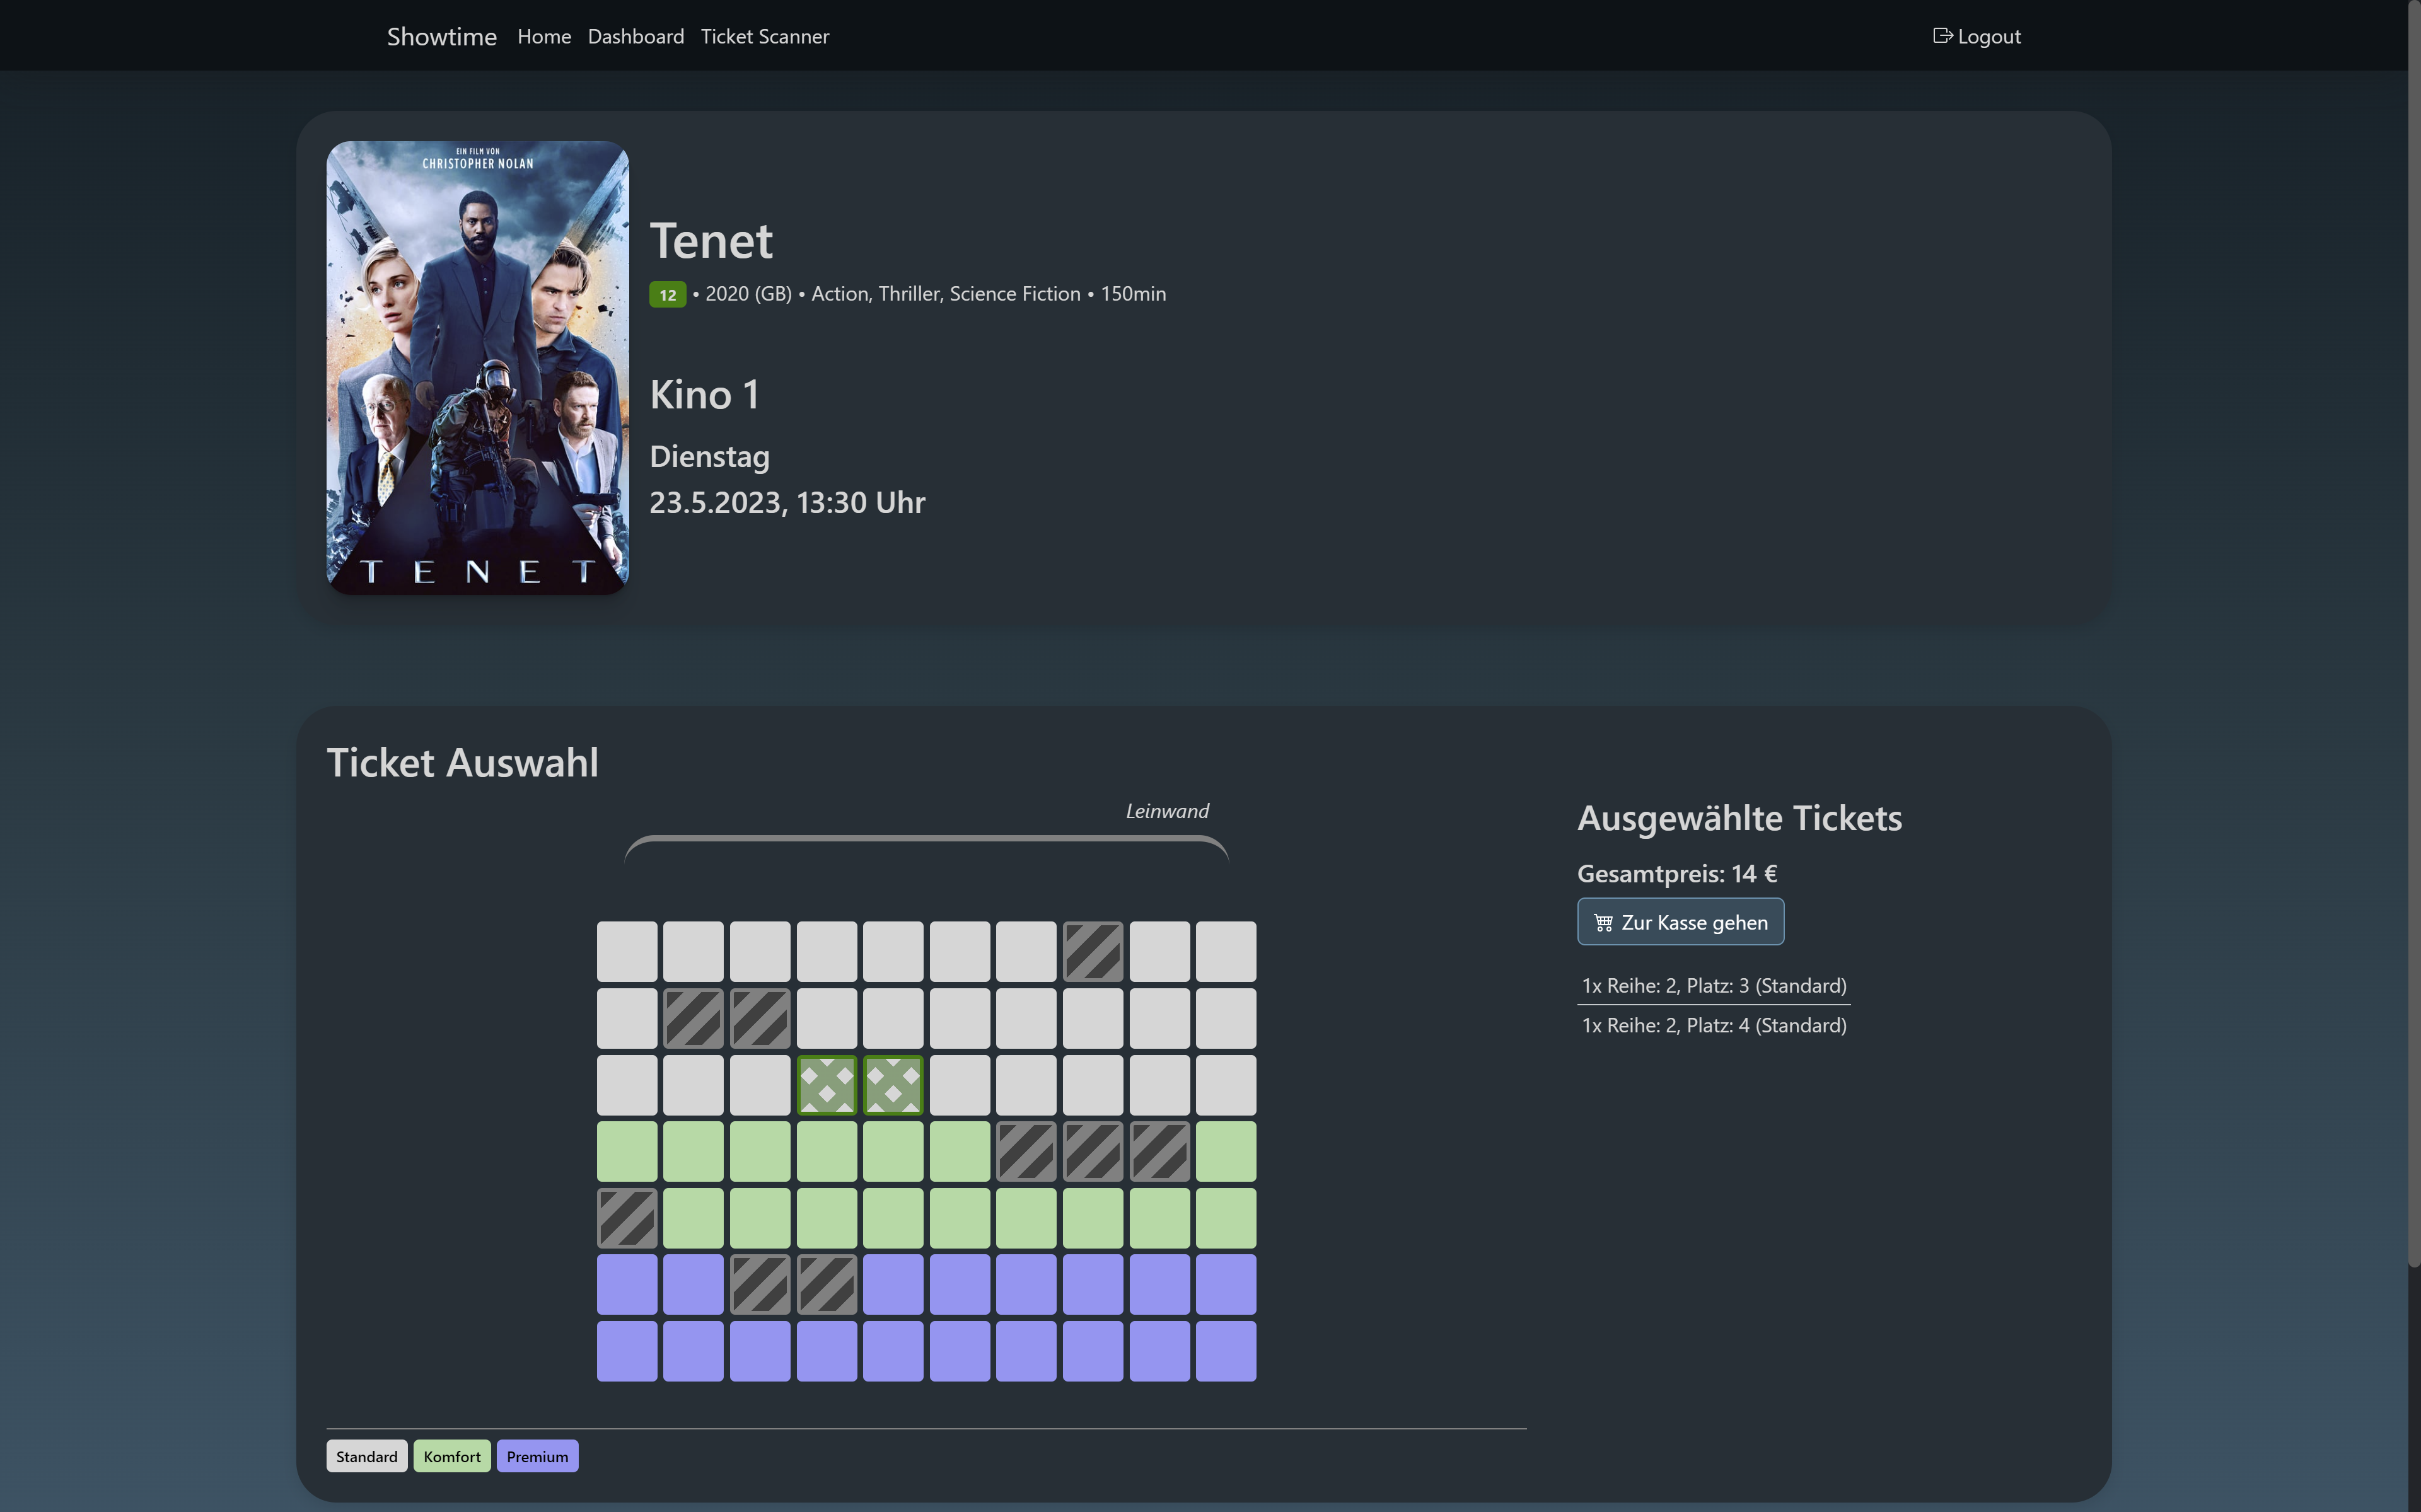 Showtime Home Dashboard Ticket Scanner Logout
EIN FILM VON
CHRISTOPHER NOLAN
TENET
Tenet
12 • 2020 (GB) • Action, Thriller, Science Fiction • 150min
Kino 1
Dienstag
23.5.2023, 13:30 Uhr
Ticket Auswahl
Leinwand
Standard Komfort Premium
Ausgewählte Tickets
Gesamtpreis: 14 €
Zur Kasse gehen
1x Reihe: 2, Platz: 3 (Standard)
1x Reihe: 2, Platz: 4 (Standard)